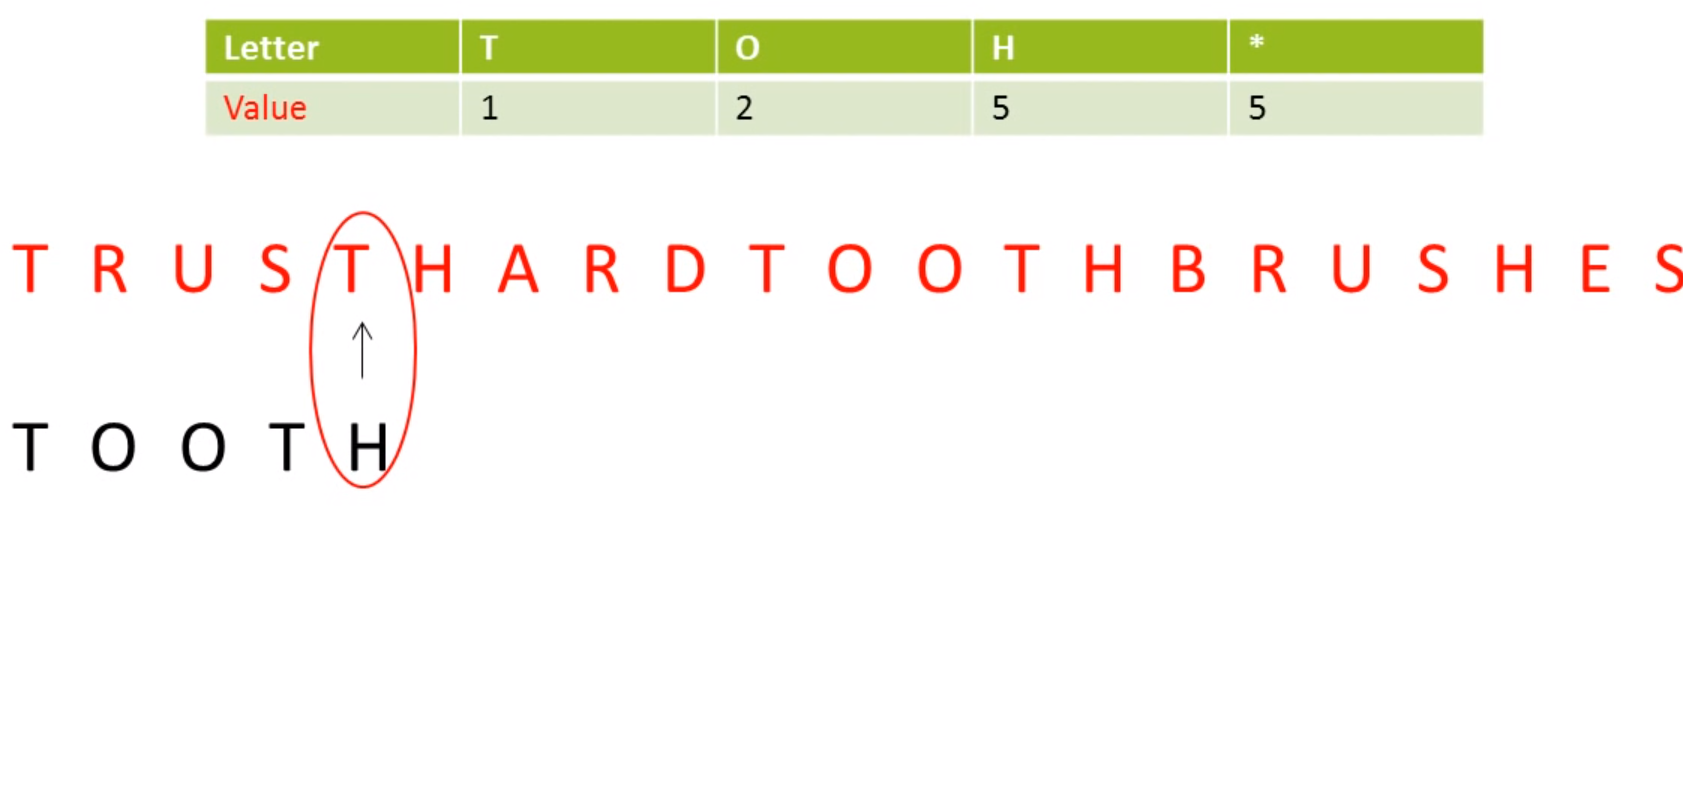 Letter T O H *
Value 1 2 5 5
T R U S T H A R D T O O T H B R U S H E S
T O O T H